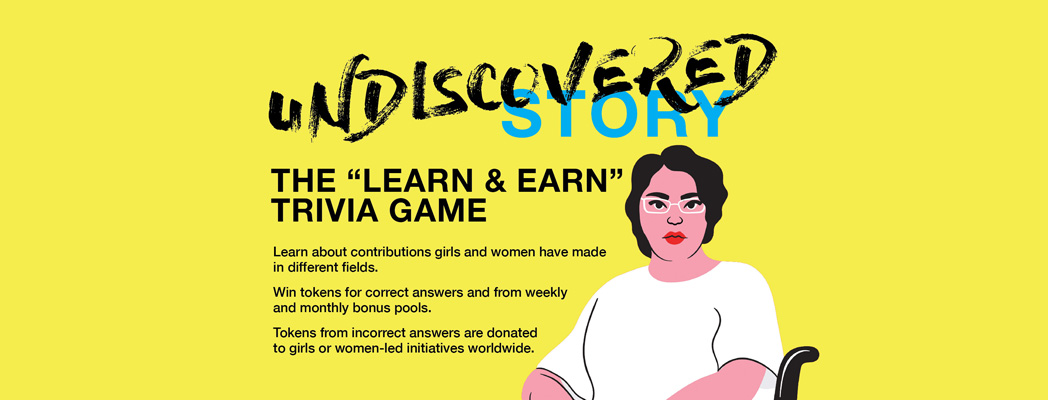 UNDISCOVERED
STORY
THE “LEARN & EARN”
TRIVIA GAME
Learn about contributions girls and women have made
in different fields.
Win tokens for correct answers and from weekly
and monthly bonus pools.
Tokens from incorrect answers are donated
to girls or women-led initiatives worldwide.